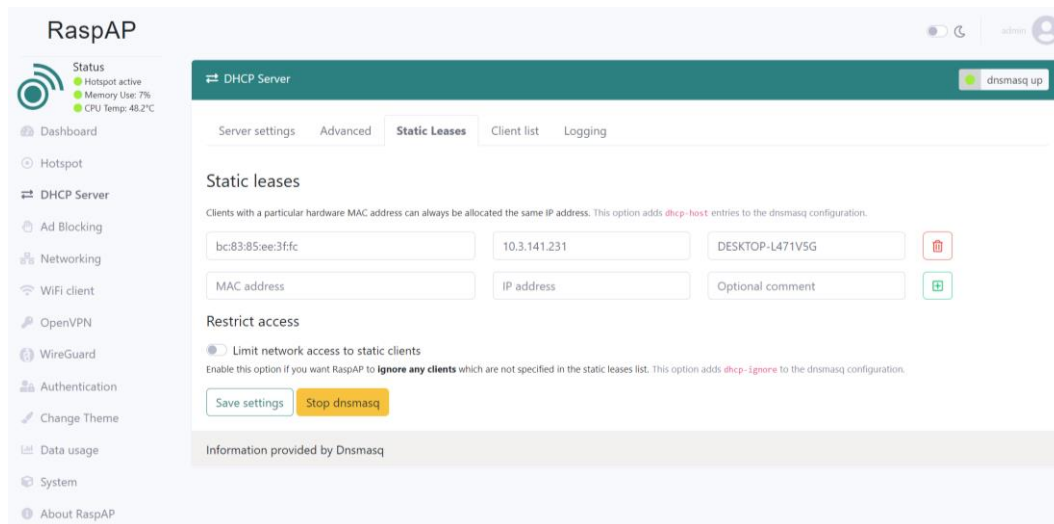 RaspAP
admin
Status
Hotspot active
Memory Use: 7%
CPU Temp: 48.2°C
Dashboard
Hotspot
DHCP Server
Ad Blocking
Networking
WiFi client
OpenVPN
WireGuard
Authentication
Change Theme
Data usage
System
About RaspAP
DHCP Server
dnsmasq up
Server settings Advanced Static Leases Client list Logging
Static leases
Clients with a particular hardware MAC address can always be allocated the same IP address. This option adds dhcp-host entries to the dnsmasq configuration.
bc:83:85:ee:3f:fc 10.3.141.231 DESKTOP-L471V5G
MAC address IP address Optional comment
Restrict access
Limit network access to static clients
Enable this option if you want RaspAP to ignore any clients which are not specified in the static leases list. This option adds dhcp-ignore to the dnsmasq configuration.
Save settings Stop dnsmasq
Information provided by Dnsmasq